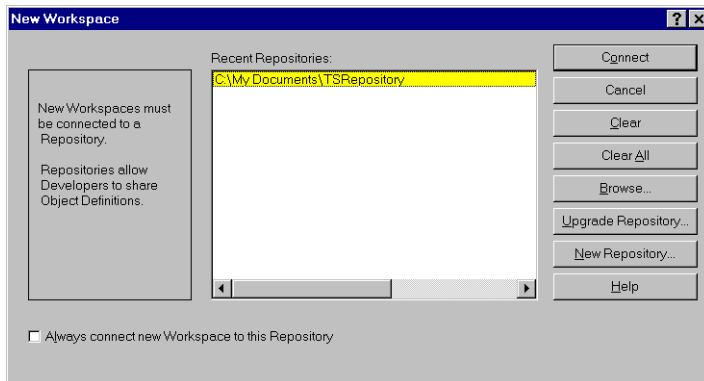 New Workspace
New Workspaces must
be connected to a
Repository.
Repositories allow
Developers to share
Object Definitions.
Recent Repositories:
C:\My Documents\TSRepository
Connect
Cancel
Clear
Clear All
Browse...
Upgrade Repository...
New Repository...
Help
Always connect new Workspace to this Repository